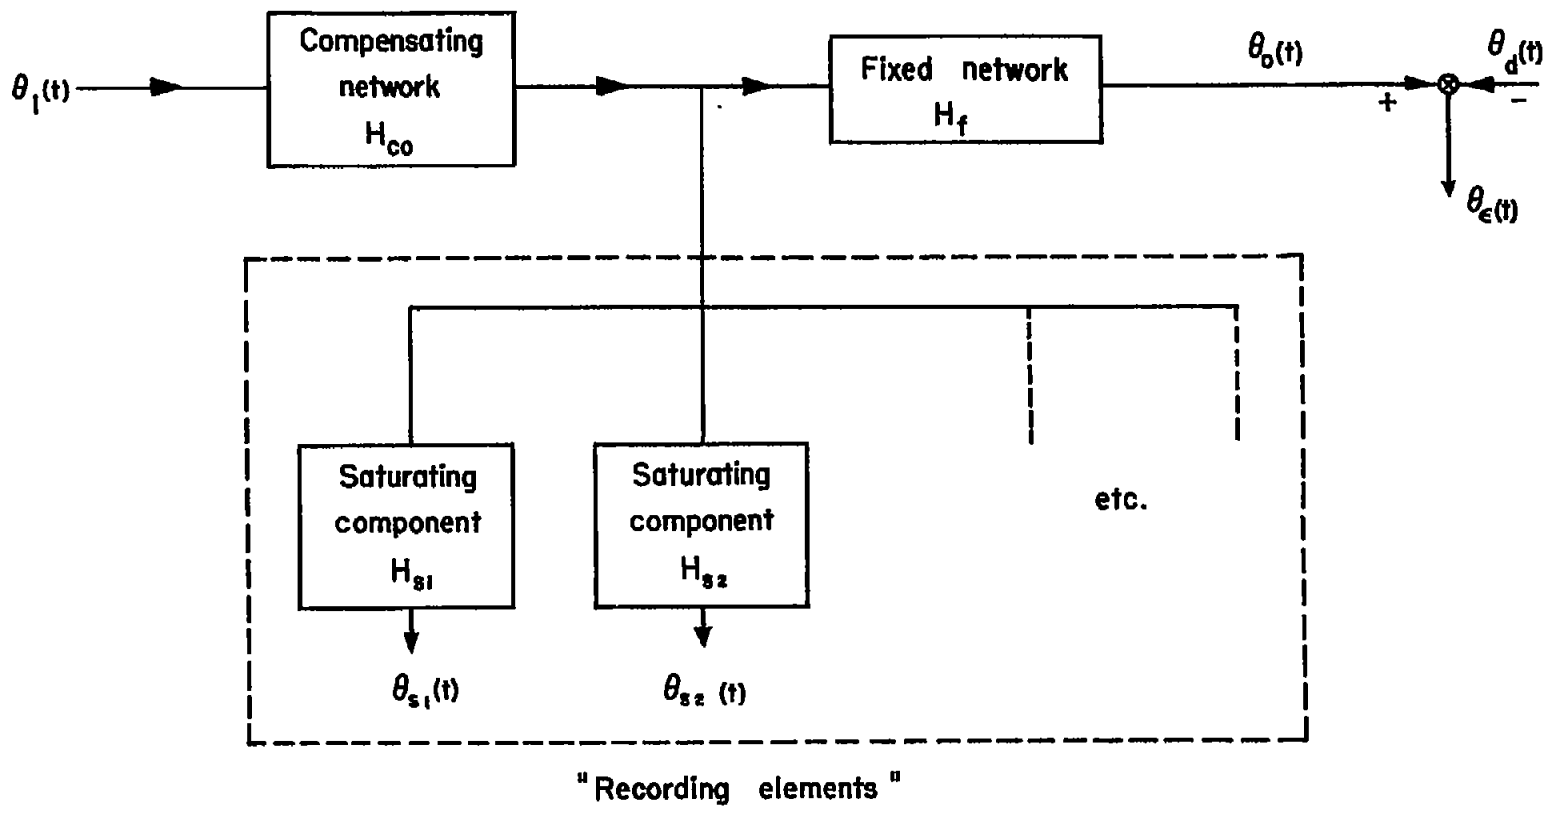 θ_i(t)
Compensating
network
H_co
Fixed network
H_f
θ_o(t)
θ_d(t)
+
−
θ_ϵ(t)
Saturating
component
H_s1
Saturating
component
H_s2
etc.
θ_s1(t)
θ_s2 (t)
"Recording elements"